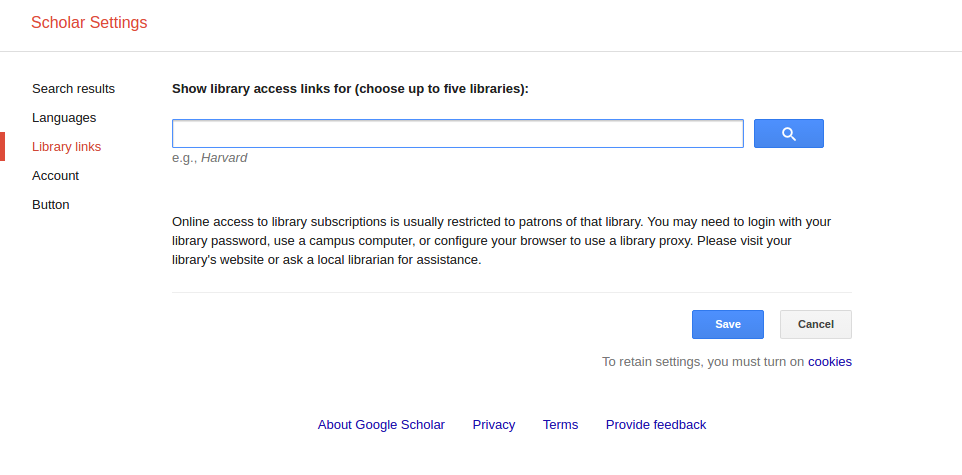 Scholar Settings
Search results
Languages
Library links
Account
Button
Show library access links for (choose up to five libraries):
e.g., Harvard
Online access to library subscriptions is usually restricted to patrons of that library. You may need to login with your
library password, use a campus computer, or configure your browser to use a library proxy. Please visit your
library's website or ask a local librarian for assistance.
Save Cancel
To retain settings, you must turn on cookies
About Google Scholar Privacy Terms Provide feedback